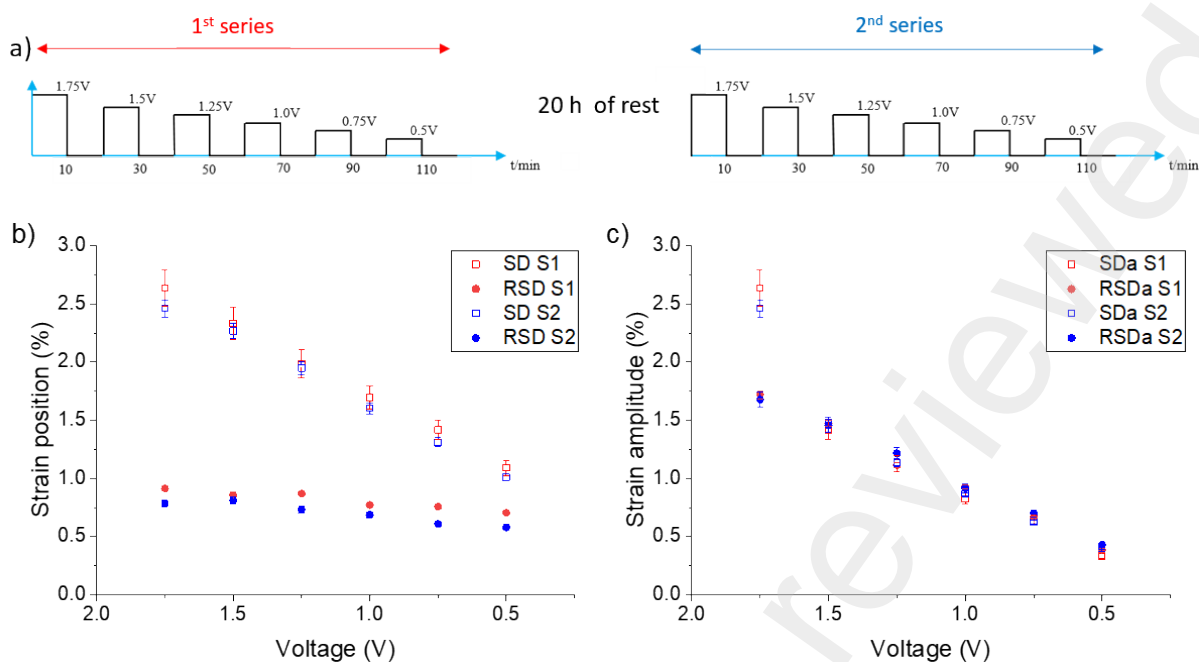 1st series
2nd series
a)
1.75V
1.5V
1.25V
1.0V
0.75V
0.5V
20 h of rest
1.75V
1.5V
1.25V
1.0V
0.75V
0.5V
t/min
10
30
50
70
90
110
t/min
10
30
50
70
90
110
b)
3.0
2.5
2.0
1.5
1.0
0.5
0.0
Strain position (%)
SD S1
RSD S1
SD S2
RSD S2
2.0
1.5
1.0
0.5
Voltage (V)
c)
3.0
2.5
2.0
1.5
1.0
0.5
0.0
Strain amplitude (%)
SDa S1
RSDa S1
SDa S2
RSDa S2
2.0
1.5
1.0
0.5
Voltage (V)
reviewed